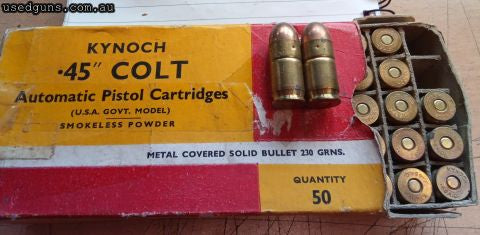 usedguns.com.au
KYNOCH
·45″ COLT
Automatic Pistol Cartridges
(U.S.A. GOVT. MODEL)
SMOKELESS POWDER
METAL COVERED SOLID BULLET 230 GRNS.
QUANTITY
50